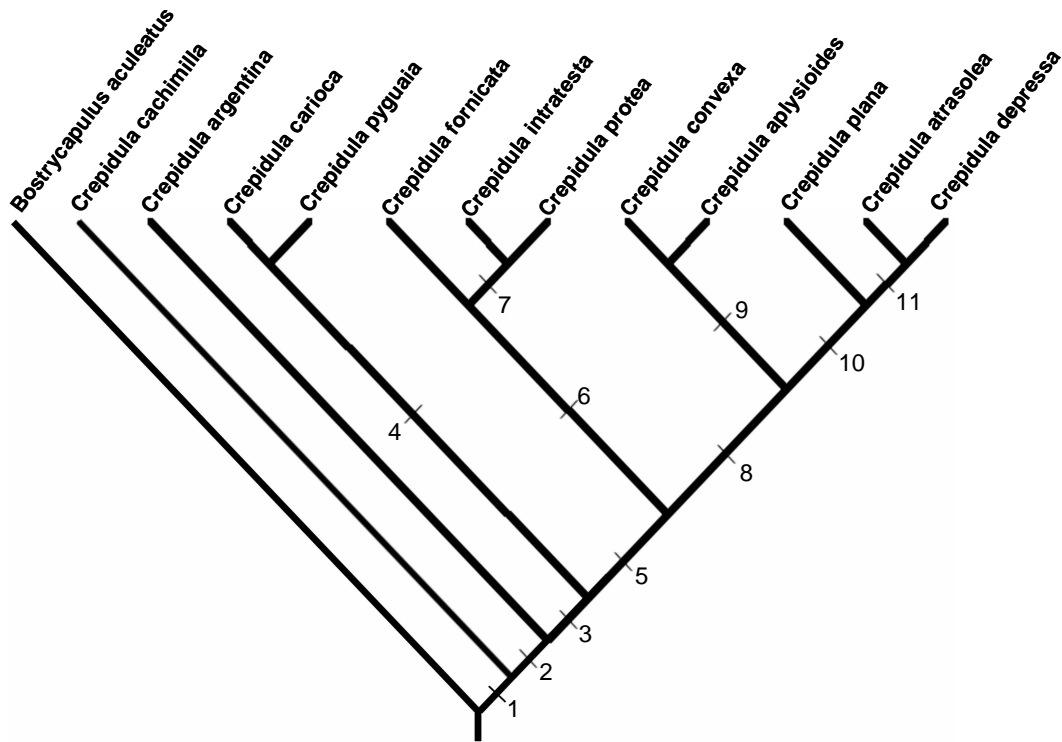 Bostrycapulus aculeatus
Crepidula cachimilla
Crepidula argentina
Crepidula carioca
Crepidula pyguaia
Crepidula fornicata
Crepidula intratesta
Crepidula protea
Crepidula convexa
Crepidula aplysioides
Crepidula plana
Crepidula atrasolea
Crepidula depressa
7
11
9
10
6
4
8
5
3
2
1